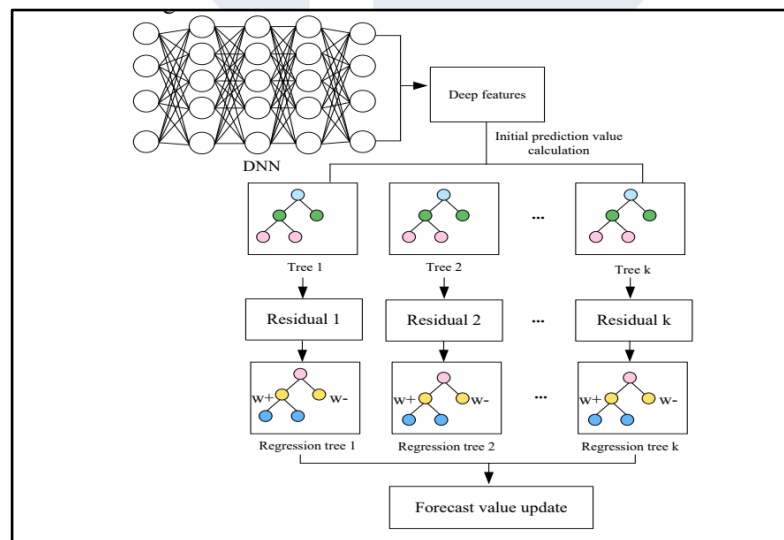 DNN
Deep features
Initial prediction value
calculation
...
Tree 1
Tree 2
Tree k
Residual 1
Residual 2
...
Residual k
w+
w-
w+
w-
...
w+
w-
Regression tree 1
Regression tree 2
Regression tree k
Forecast value update